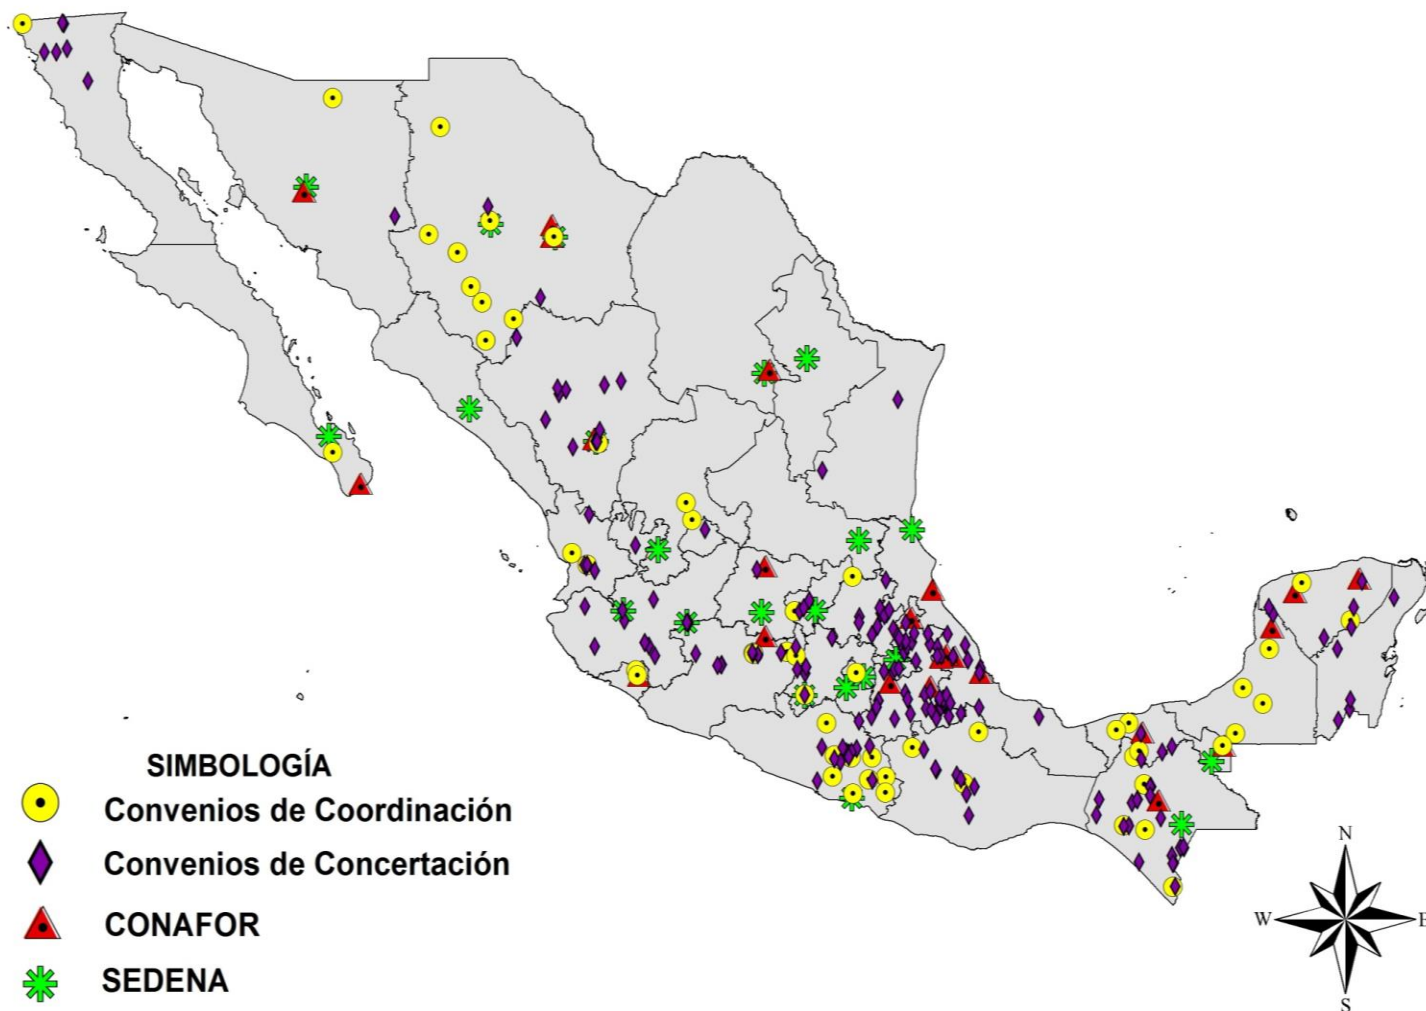 SIMBOLOGÍA
Convenios de Coordinación
Convenios de Concertación
CONAFOR
SEDENA
N
W
E
S